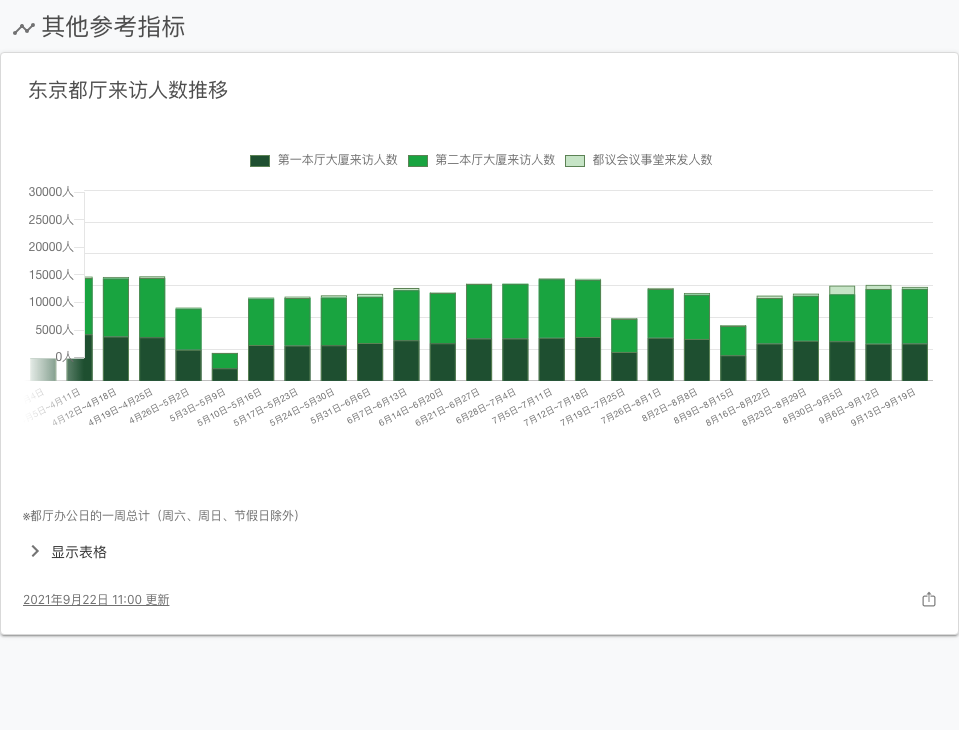 其他参考指标
东京都厅来访人数推移
第一本厅大厦来访人数 第二本厅大厦来访人数 都议会议事堂来发人数
30000人
25000人
20000人
15000人
10000人
5000人
0人
4月12日~4月18日
4月19日~4月25日
4月26日~5月2日
5月3日~5月9日
5月10日~5月16日
5月17日~5月23日
5月24日~5月30日
5月31日~6月6日
6月7日~6月13日
6月14日~6月20日
6月21日~6月27日
6月28日~7月4日
7月5日~7月11日
7月12日~7月18日
7月19日~7月25日
7月26日~8月1日
8月2日~8月8日
8月9日~8月15日
8月16日~8月22日
8月23日~8月29日
8月30日~9月5日
9月6日~9月12日
9月13日~9月19日
※都厅办公日的一周总计（周六、周日、节假日除外）
显示表格
2021年9月22日 11:00 更新